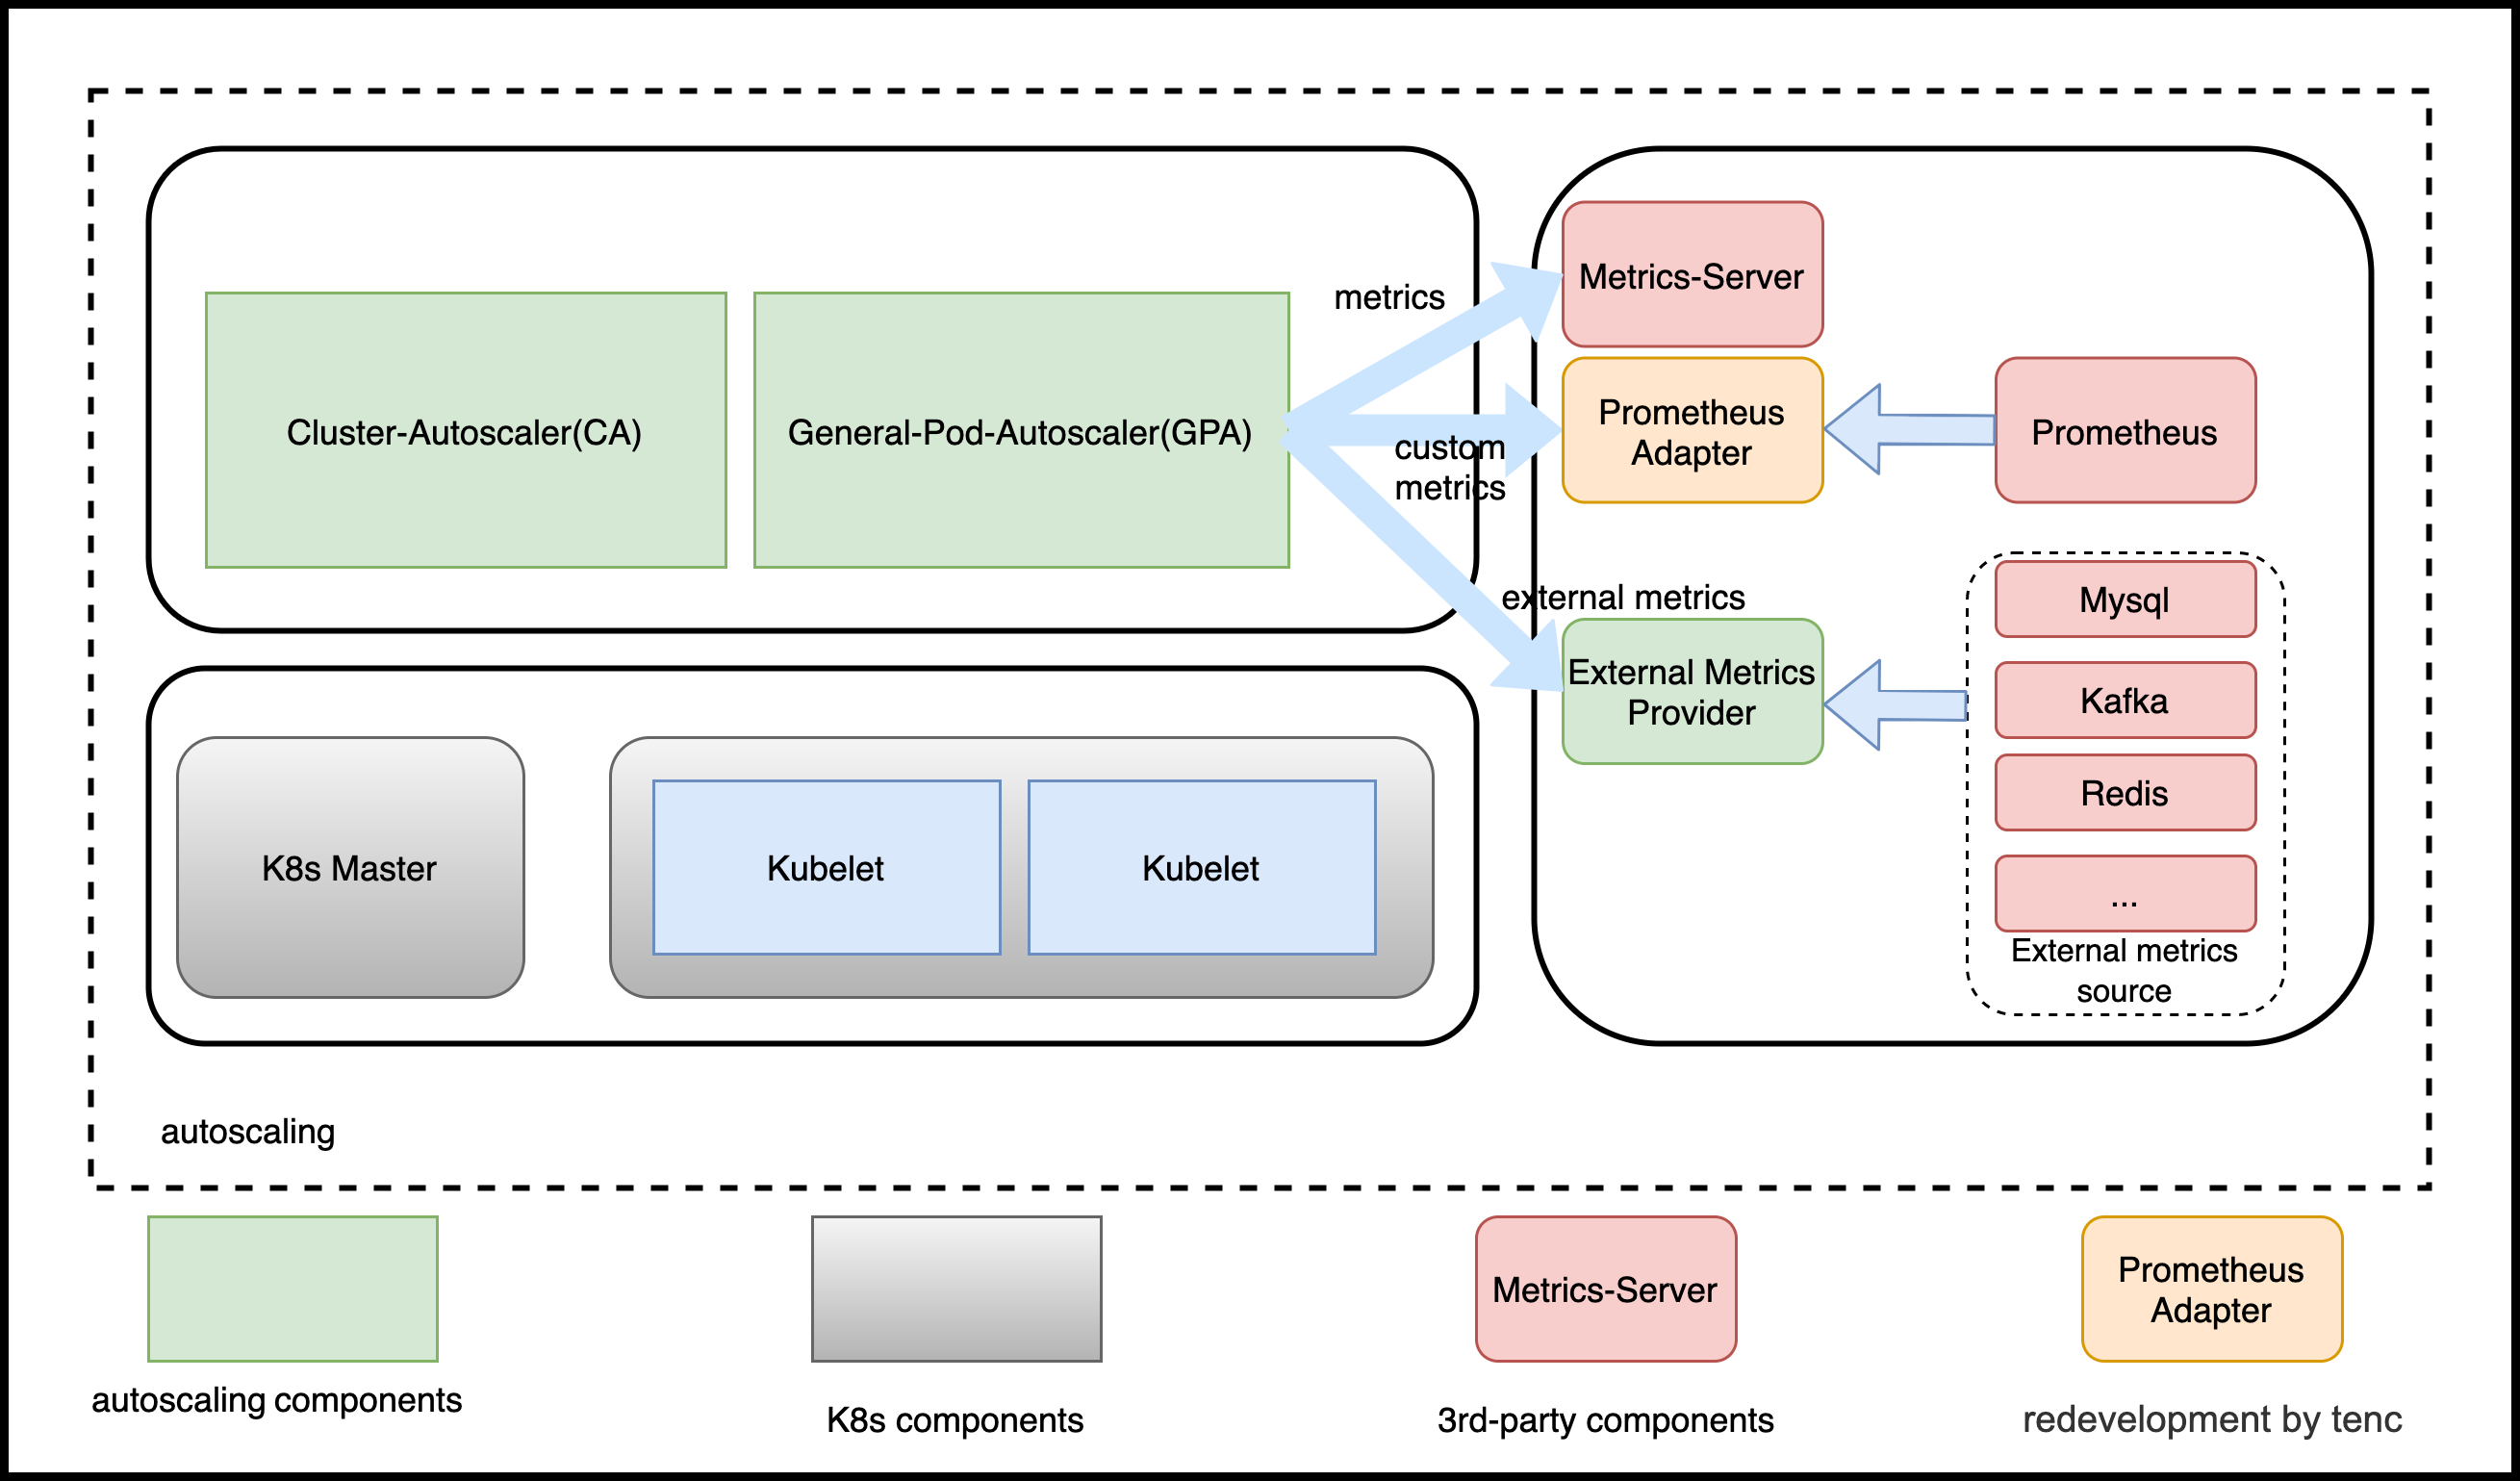 Cluster-Autoscaler(CA)
General-Pod-Autoscaler(GPA)
metrics
custom
metrics
external metrics
Metrics-Server
Prometheus
Adapter
Prometheus
External Metrics
Provider
Mysql
Kafka
Redis
...
External metrics
source
K8s Master
Kubelet
Kubelet
autoscaling
autoscaling components
K8s components
Metrics-Server
3rd-party components
Prometheus
Adapter
redevelopment by tenc